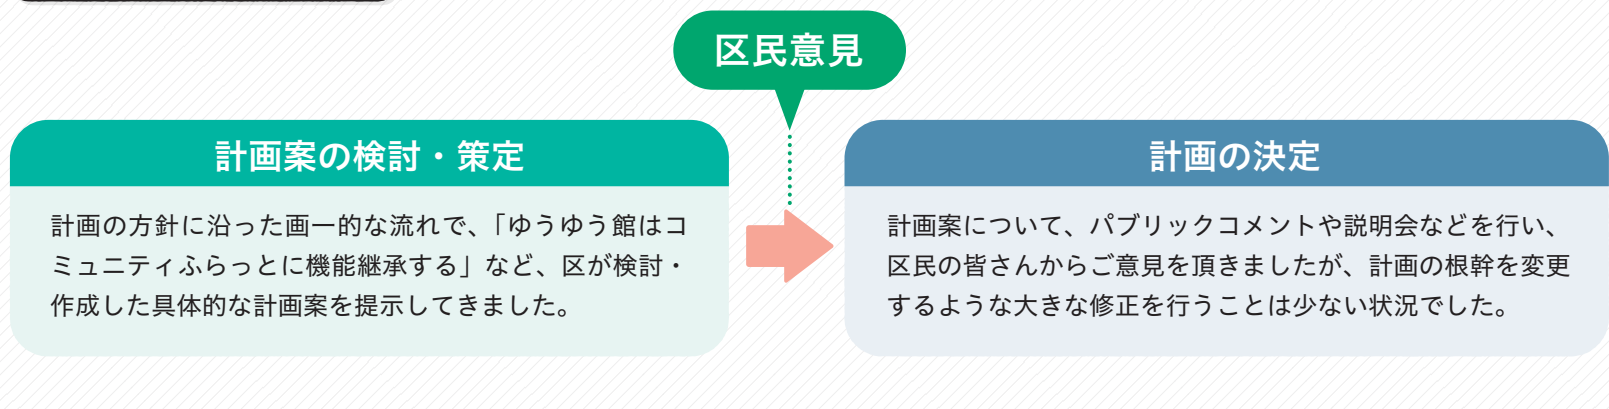 区民意見
計画案の検討・策定
計画の方針に沿った画一的な流れで、「ゆうゆう館はコ
ミュニティふらっとに機能継承する」など、区が検討・
作成した具体的な計画案を提示してきました。
計画の決定
計画案について、パブリックコメントや説明会などを行い、
区民の皆さんからご意見を頂きましたが、計画の根幹を変更
するような大きな修正を行うことは少ない状況でした。